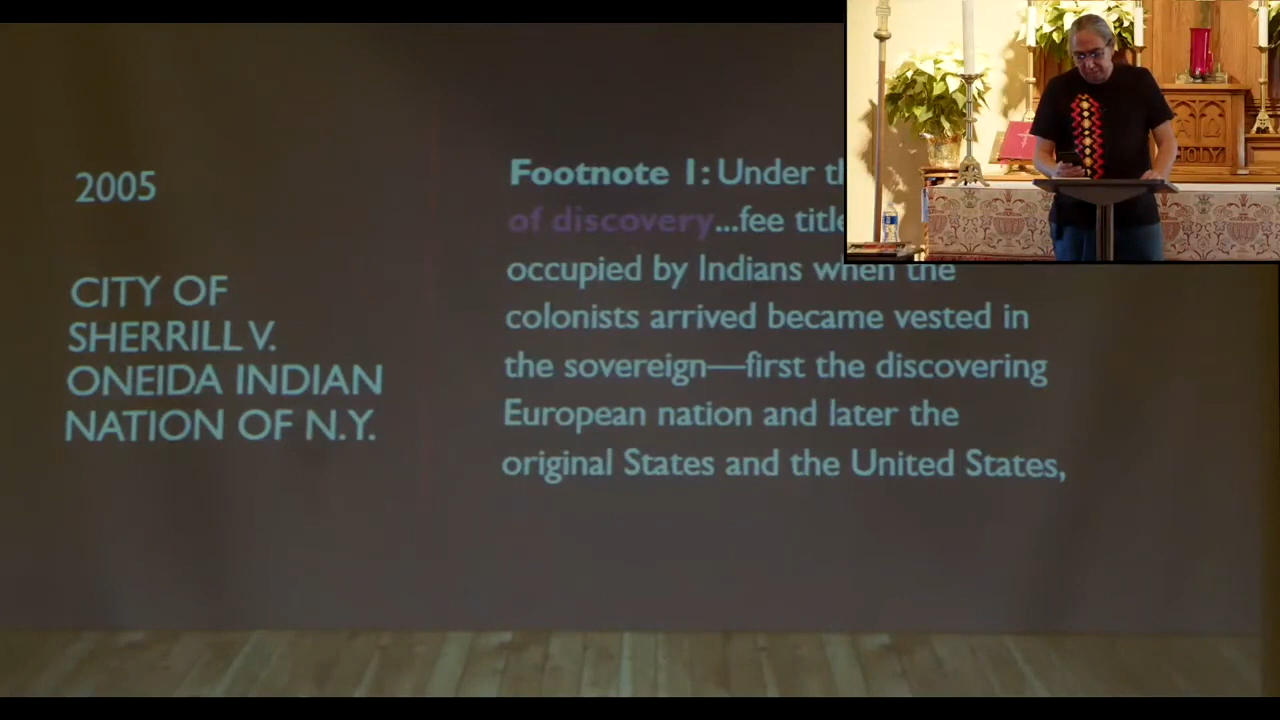 2005
CITY OF
SHERRILL V.
ONEIDA INDIAN
NATION OF N.Y.
Footnote 1: Under
of discovery...fee title
occupied by Indians when the
colonists arrived became vested in
the sovereign—first the discovering
European nation and later the
original States and the United States,
HOLY